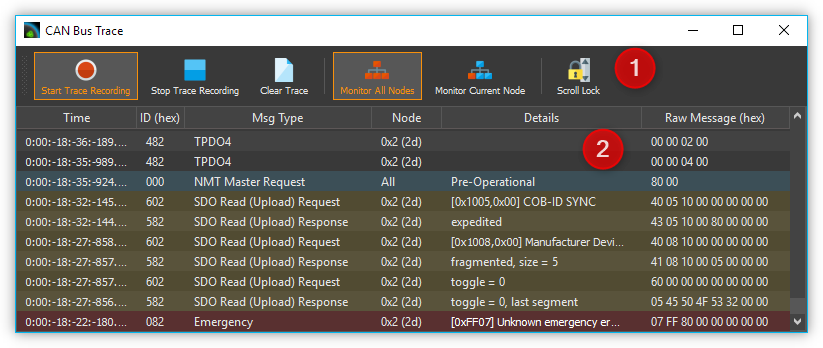 CAN Bus Trace
1
Start Trace Recording Stop Trace Recording Clear Trace Monitor All Nodes Monitor Current Node Scroll Lock
Time ID (hex) Msg Type Node Details Raw Message (hex)
2
0:00:-18:-36:-189.... 482 TPDO4 0x2 (2d) 00 00 02 00
0:00:-18:-35:-989.... 482 TPDO4 0x2 (2d) 00 00 04 00
0:00:-18:-35:-924.... 000 NMT Master Request All Pre-Operational 80 00
0:00:-18:-32:-145.... 602 SDO Read (Upload) Request 0x2 (2d) [0x1005,0x00] COB-ID SYNC 40 05 10 00 00 00 00 00
0:00:-18:-32:-144.... 582 SDO Read (Upload) Response 0x2 (2d) expedited 43 05 10 00 80 00 00 00
0:00:-18:-27:-858.... 602 SDO Read (Upload) Request 0x2 (2d) [0x1008,0x00] Manufacturer Devi... 40 08 10 00 00 00 00 00
0:00:-18:-27:-857.... 582 SDO Read (Upload) Response 0x2 (2d) fragmented, size = 5 41 08 10 00 05 00 00 00
0:00:-18:-27:-857.... 602 SDO Read (Upload) Request 0x2 (2d) toggle = 0 60 00 00 00 00 00 00 00
0:00:-18:-27:-856.... 582 SDO Read (Upload) Response 0x2 (2d) toggle = 0, last segment 05 45 50 4F 53 32 00 00
0:00:-18:-22:-180.... 082 Emergency 0x2 (2d) [0xFF07] Unknown emergency er... 07 FF 80 00 00 00 00 00